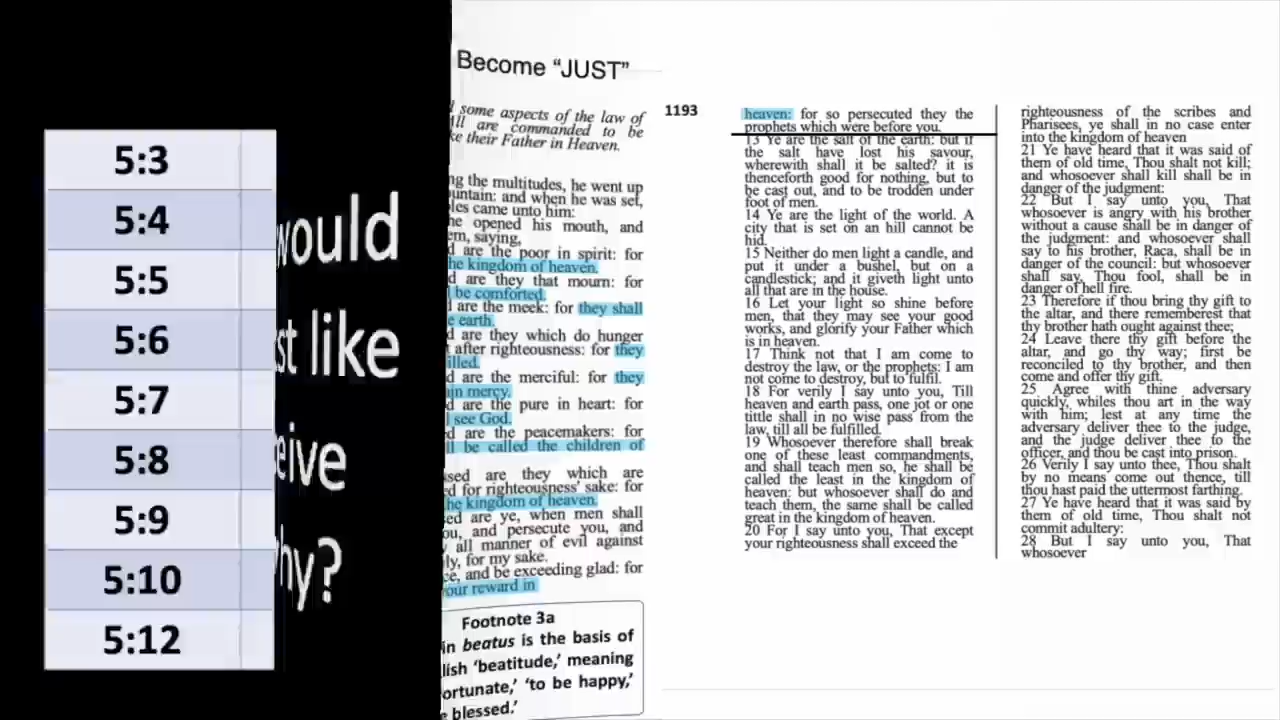 5:3
5:4
5:5
5:6
5:7
5:8
5:9
5:10
5:12
would
like
Become “JUST”
some aspects of the law of
All are commanded to be
their Father in Heaven.
the multitudes, he went up
and when he was set,
came unto him:
he opened his mouth, and
saying,
are the poor in spirit: for
kingdom of heaven.
are they that mourn: for
be comforted.
are the meek: for they shall
earth.
are they which do hunger
after righteousness: for they
are the merciful: for they
mercy.
are the pure in heart: for
see God.
are the peacemakers: for
be called the children of
are they which are
for righteousness’ sake: for
kingdom of heaven.
are ye, when men shall
and persecute you, and
all manner of evil against
for my sake.
and be exceeding glad: for
your reward in
Footnote 3a
beatus is the basis of
‘beatitude,’ meaning
‘to be happy,’
blessed.’
1193
heaven: for so persecuted they the
prophets which were before you.
13 Ye are the salt of the earth: but if
the salt have lost his savour,
wherewith shall it be salted? it is
thenceforth good for nothing, but to
be cast out, and to be trodden under
foot of men.
14 Ye are the light of the world. A
city that is set on an hill cannot be
hid.
15 Neither do men light a candle, and
put it under a bushel, but on a
candlestick; and it giveth light unto
all that are in the house.
16 Let your light so shine before
men, that they may see your good
works, and glorify your Father which
is in heaven.
17 Think not that I am come to
destroy the law, or the prophets: I am
not come to destroy, but to fulfil.
18 For verily I say unto you, Till
heaven and earth pass, one jot or one
tittle shall in no wise pass from the
law, till all be fulfilled.
19 Whosoever therefore shall break
one of these least commandments,
and shall teach men so, he shall be
called the least in the kingdom of
heaven: but whosoever shall do and
teach them, the same shall be called
great in the kingdom of heaven.
20 For I say unto you, That except
your righteousness shall exceed the
righteousness of the scribes and
Pharisees, ye shall in no case enter
into the kingdom of heaven
21 Ye have heard that it was said of
them of old time, Thou shalt not kill;
and whosoever shall kill shall be in
danger of the judgment:
22 But I say unto you, That
whosoever is angry with his brother
without a cause shall be in danger of
the judgment: and whosoever shall
say to his brother, Raca, shall be in
danger of the council: but whosoever
shall say, Thou fool, shall be in
danger of hell fire.
23 Therefore if thou bring thy gift to
the altar, and there rememberest that
thy brother hath ought against thee;
24 Leave there thy gift before the
altar, and go thy way; first be
reconciled to thy brother, and then
come and offer thy gift.
25 Agree with thine adversary
quickly, whiles thou art in the way
with him; lest at any time the
adversary deliver thee to the judge,
and the judge deliver thee to the
officer, and thou be cast into prison.
26 Verily I say unto thee, Thou shalt
by no means come out thence, till
thou hast paid the uttermost farthing.
27 Ye have heard that it was said by
them of old time, Thou shalt not
commit adultery:
28 But I say unto you, That
whosoever